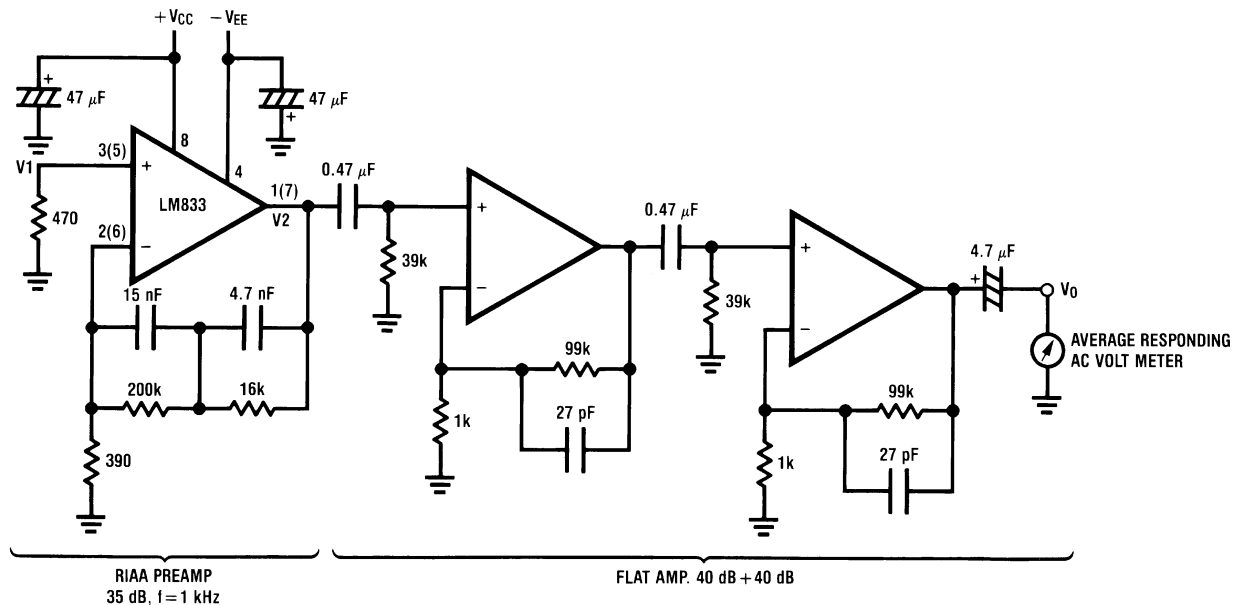 +VCC
−VEE
47 μF
+
47 μF
+
8
4
3(5)
V1
+
LM833
1(7)
V2
470
2(6)
−
15 nF
4.7 nF
200k
16k
390
0.47 μF
39k
+
−
99k
27 pF
1k
0.47 μF
39k
+
−
99k
27 pF
1k
4.7 μF
+
VO
AVERAGE RESPONDING
AC VOLT METER
RIAA PREAMP
35 dB, f=1 kHz
FLAT AMP. 40 dB+40 dB